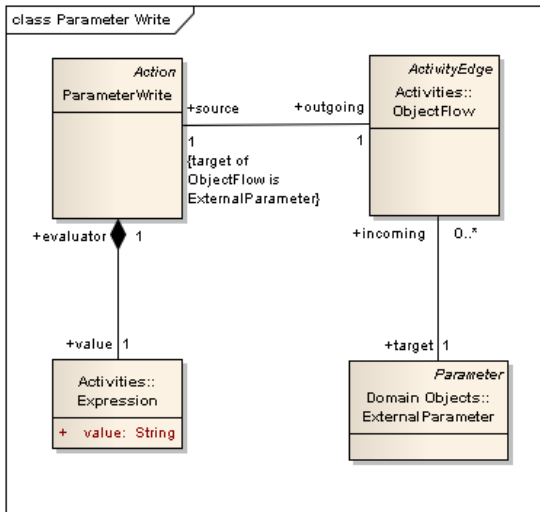 class Parameter Write
Action
ParameterWrite
ActivityEdge
Activities::
ObjectFlow
+source
+outgoing
1
1
{target of
ObjectFlow is
ExternalParameter}
+evaluator
1
+incoming
0..*
+value
1
+target
1
Activities::
Expression
+ value: String
Parameter
Domain Objects::
ExternalParameter